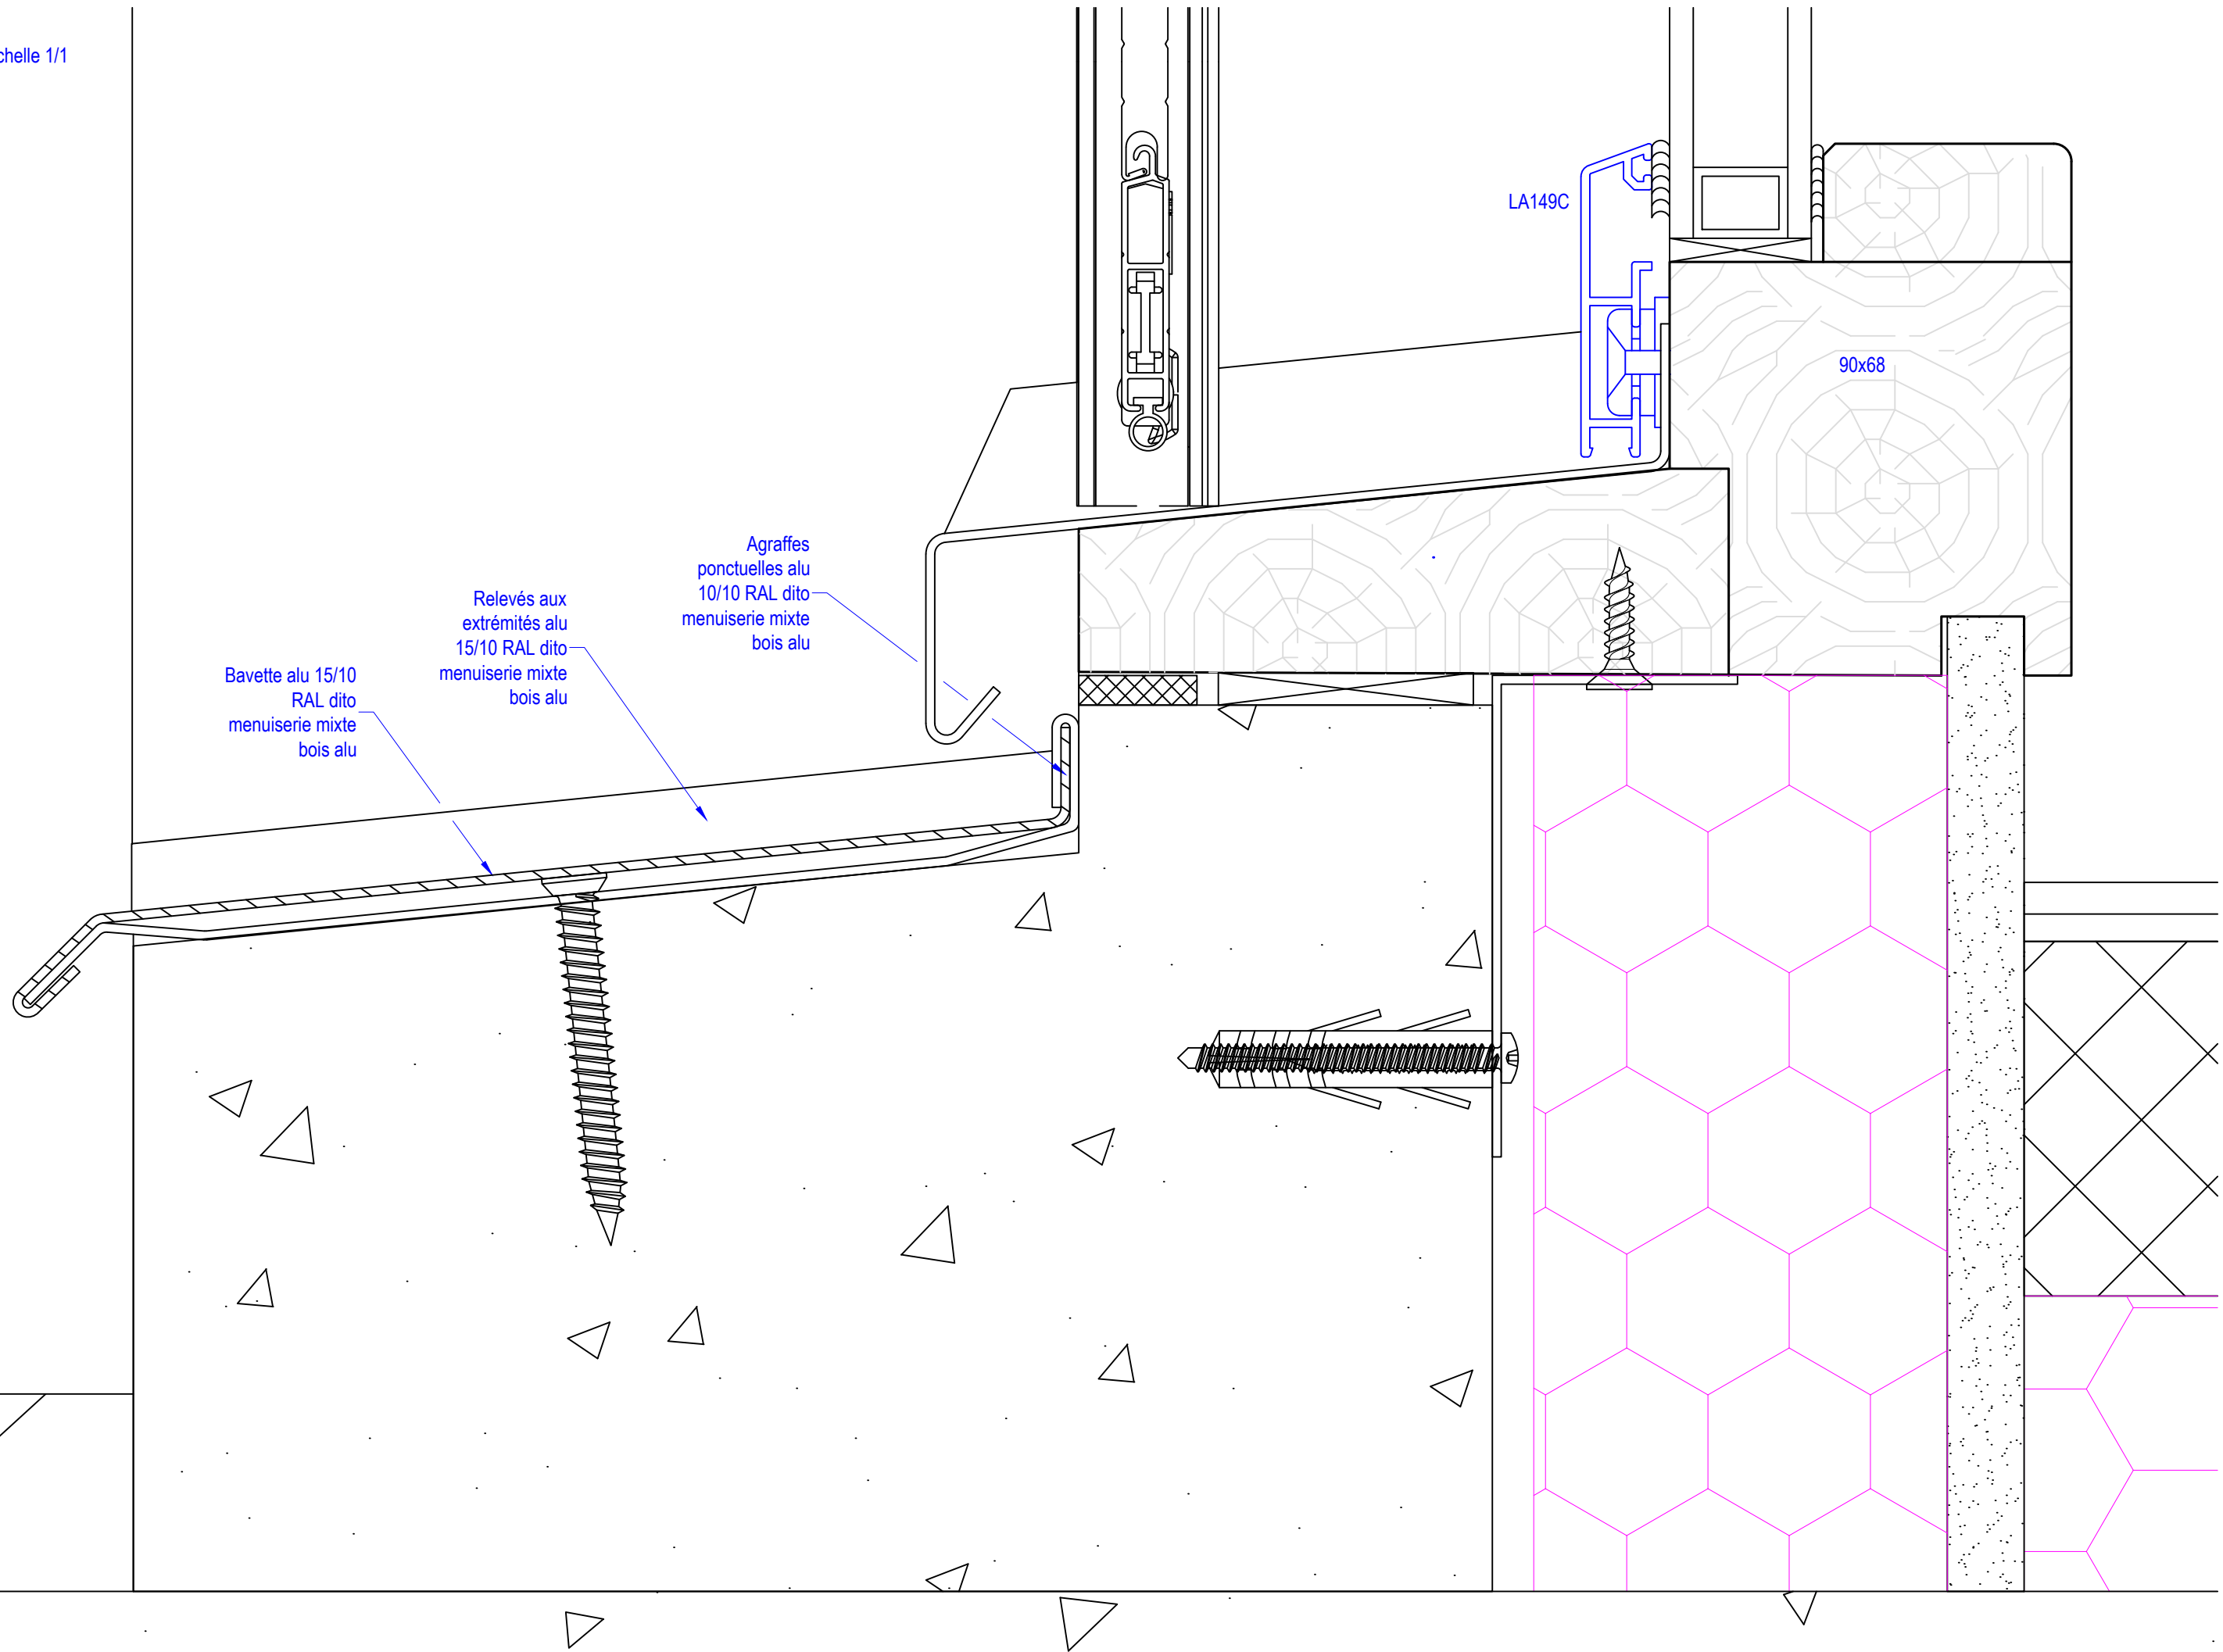 chelle 1/1
LA149C
90x68
Agraffes
ponctuelles alu
10/10 RAL dito
menuiserie mixte
bois alu
Relevés aux
extrémités alu
15/10 RAL dito
menuiserie mixte
bois alu
Bavette alu 15/10
RAL dito
menuiserie mixte
bois alu